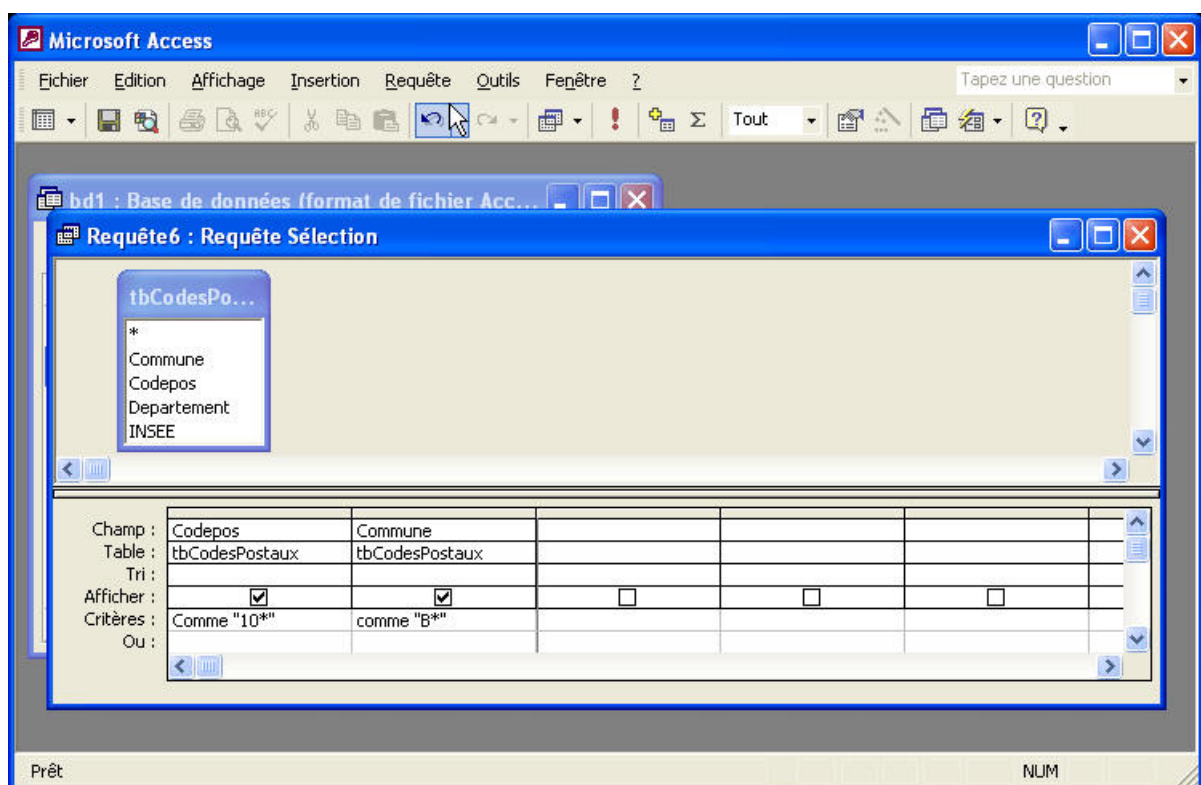 Microsoft Access
Fichier Edition Affichage Insertion Requête Outils Fenêtre ? Tapez une question
ABC Σ Tout
bd1 : Base de données (format de fichier Acc...
Requête6 : Requête Sélection
tbCodesPo...
*
Commune
Codepos
Departement
INSEE
Champ : Codepos Commune
Table : tbCodesPostaux tbCodesPostaux
Tri :
Afficher :
Critères : Comme "10*" comme "B*"
Ou :
Prêt NUM